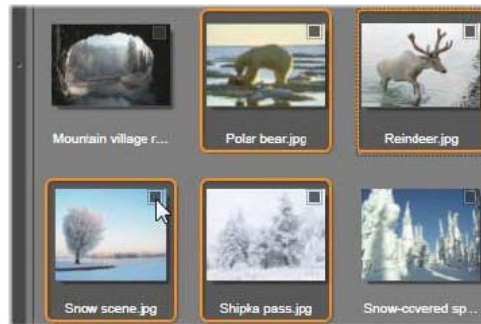 Mountain village r...
Polar bear.jpg
Reindeer.jpg
Snow scene.jpg
Shipka pass.jpg
Snow-covered sp...